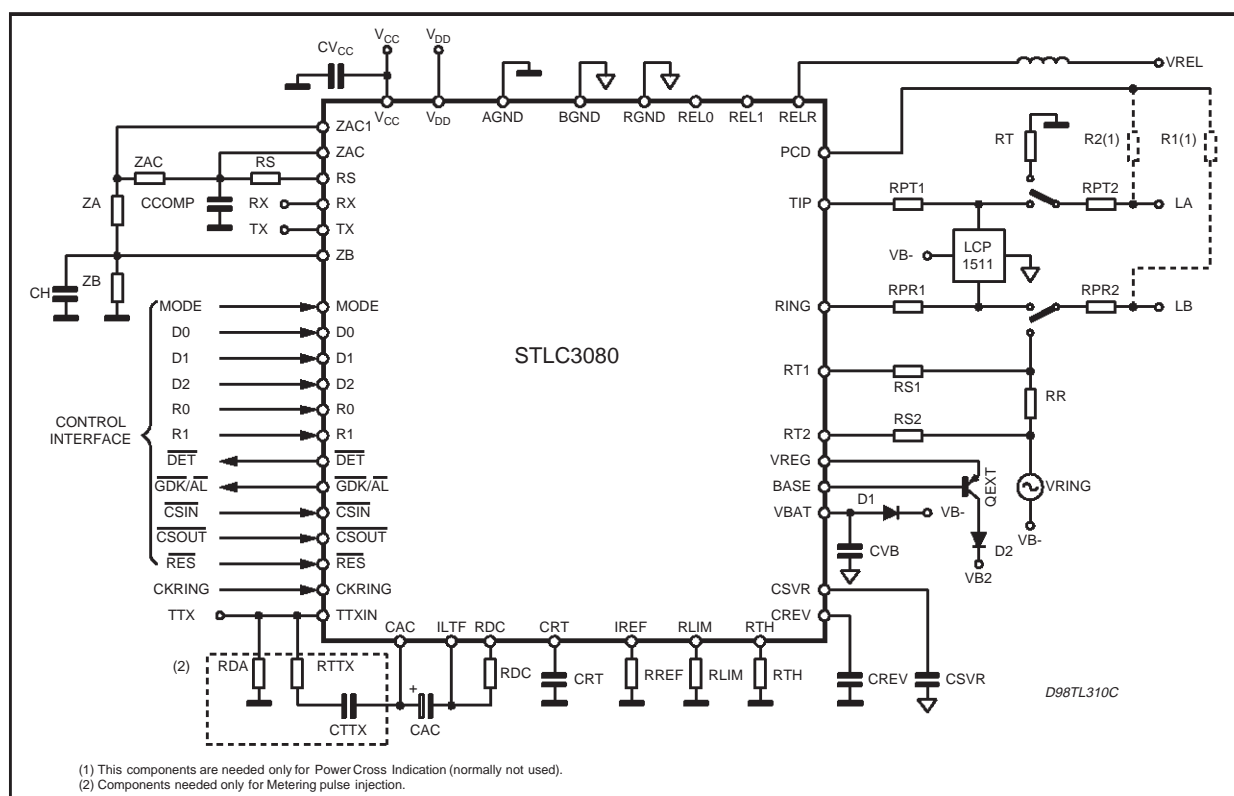 CVCC
VCC
VDD
VREL
VCC
VDD
AGND
BGND
RGND
REL0
REL1
RELR
ZAC1
ZAC
RS
RX
TX
ZB
MODE
D0
D1
D2
R0
R1
DET
GDK/AL
CSIN
CSOUT
RES
CKRING
TTXIN
ZAC
RS
ZA
CCOMP
RX
TX
CH
ZB
MODE
D0
D1
D2
R0
R1
DET
GDK/AL
CSIN
CSOUT
RES
CKRING
TTX
CONTROL
INTERFACE
STLC3080
PCD
TIP
RING
RT1
RT2
VREG
BASE
VBAT
CSVR
CREV
RT
R2(1)
R1(1)
RPT1
RPT2
LA
VB-
LCP
1511
RPR1
RPR2
LB
RS1
RR
RS2
QEXT
VRING
D1
VB-
VB-
CVB
D2
VB2
CAC
ILTF
RDC
CRT
IREF
RLIM
RTH
(2)
RDA
RTTX
CTTX
+
CAC
RDC
CRT
RREF
RLIM
RTH
CREV
CSVR
D98TL310C
(1) This components are needed only for Power Cross Indication (normally not used).
(2) Components needed only for Metering pulse injection.